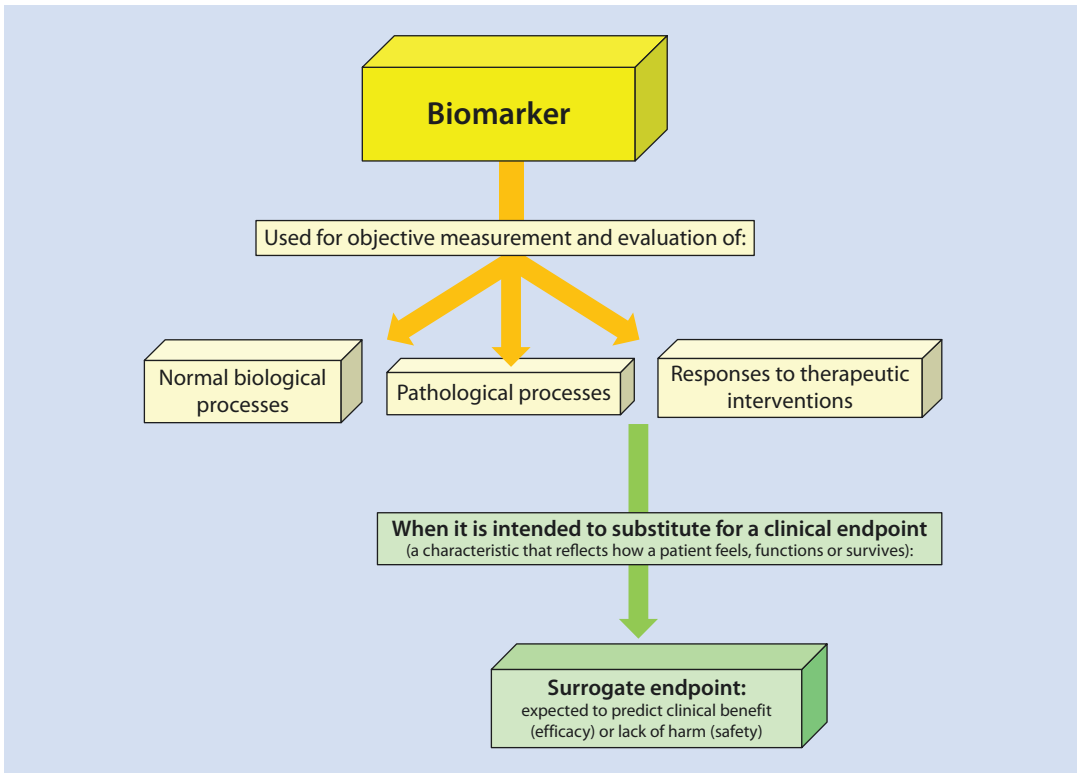 Biomarker
Used for objective measurement and evaluation of:
Normal biological
processes
Pathological processes
Responses to therapeutic
interventions
When it is intended to substitute for a clinical endpoint
(a characteristic that reflects how a patient feels, functions or survives):
Surrogate endpoint:
expected to predict clinical benefit
(efficacy) or lack of harm (safety)